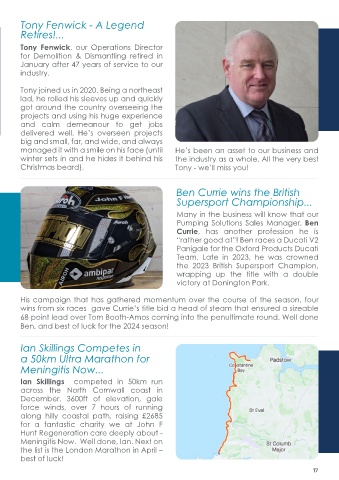 Tony Fenwick - A Legend
Retires!...
Tony Fenwick, our Operations Director
for Demolition & Dismantling retired in
January after 47 years of service to our
industry.
Tony joined us in 2020. Being a northeast
lad, he rolled his sleeves up and quickly
got around the country overseeing the
projects and using his huge experience
and calm demeanour to get jobs
delivered well. He's overseen projects
big and small, far, and wide, and always
managed it with a smile on his face (until
winter sets in and he hides it behind his
Christmas beard).
He's been an asset to our business and
the industry as a whole. All the very best
Tony - we'll miss you!
Ben Currie wins the British
Supersport Championship...
Many in the business will know that our
Pumping Solutions Sales Manager, Ben
Currie, has another profession he is
"rather good at"! Ben races a Ducati V2
Panigale for the Oxford Products Ducati
Team. Late in 2023, he was crowned
the 2023 British Supersport Champion,
wrapping up the title with a double
victory at Donington Park.
His campaign that has gathered momentum over the course of the season, four
wins from six races gave Currie's title bid a head of steam that ensured a sizeable
68 point lead over Tom Booth-Amos coming into the penultimate round. Well done
Ben, and best of luck for the 2024 season!
ambipar
Ian Skillings Competes in
a 50km Ultra Marathon for
Meningitis Now...
Ian Skillings competed in 50km run
across the North Cornwall coast in
December. 3600ft of elevation, gale
force winds, over 7 hours of running
along hilly coastal path, raising £2685
for a fantastic charity we at John F
Hunt Regeneration care deeply about -
Meningitis Now. Well done, Ian. Next on
the list is the London Marathon in April –
best of luck!
Padstow
Constantine
Bay
St Eval
St Columb
Major
17